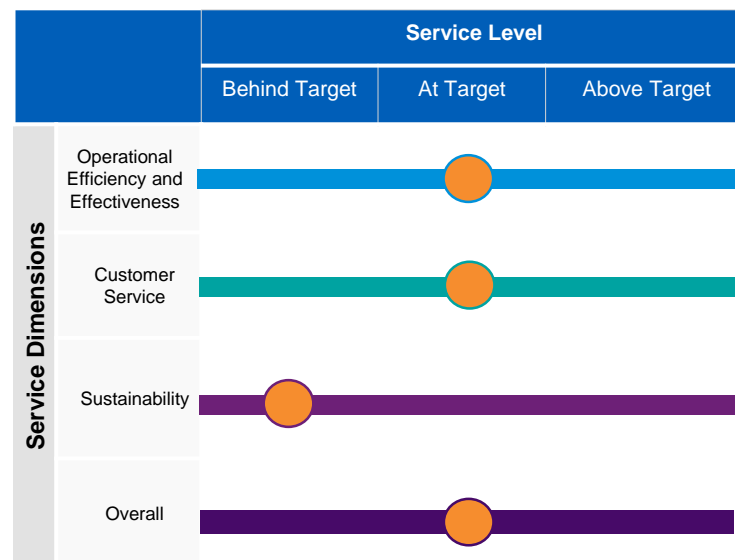 Service Level
Behind Target
At Target
Above Target
Service Dimensions
Operational
Efficiency and
Effectiveness
Customer
Service
Sustainability
Overall